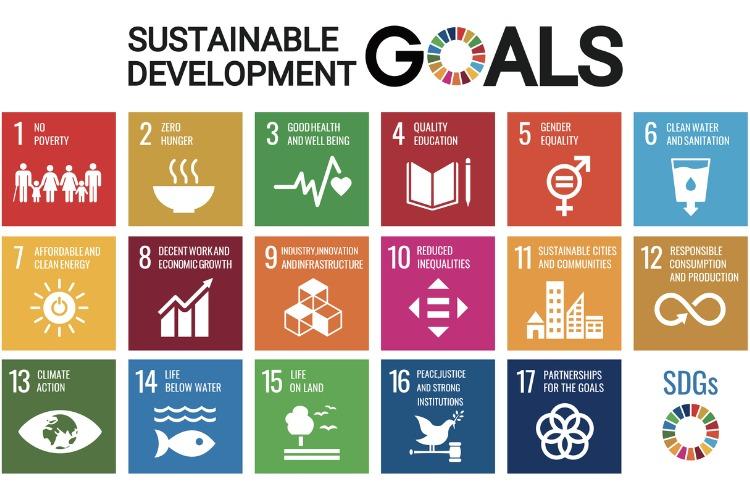 SUSTAINABLE
DEVELOPMENT
GOALS
1 NO
POVERTY
2 ZERO
HUNGER
3 GOOD HEALTH
AND WELL BEING
4 QUALITY
EDUCATION
5 GENDER
EQUALITY
6 CLEAN WATER
AND SANITATION
7 AFFORDABLE AND
CLEAN ENERGY
8 DECENT WORK AND
ECONOMIC GROWTH
9 INDUSTRY,INNOVATION
ANDINFRASTRUCTURE
10 REDUCED
INEQUALITIES
11 SUSTAINABLE CITIES
AND COMMUNITIES
12 RESPONSIBLE
CONSUMPTION
AND PRODUCTION
13 CLIMATE
ACTION
14 LIFE
BELOW WATER
15 LIFE
ON LAND
16 PEACE,JUSTICE
AND STRONG
INSTITUTIONS
17 PARTNERSHIPS
FOR THE GOALS
SDGs